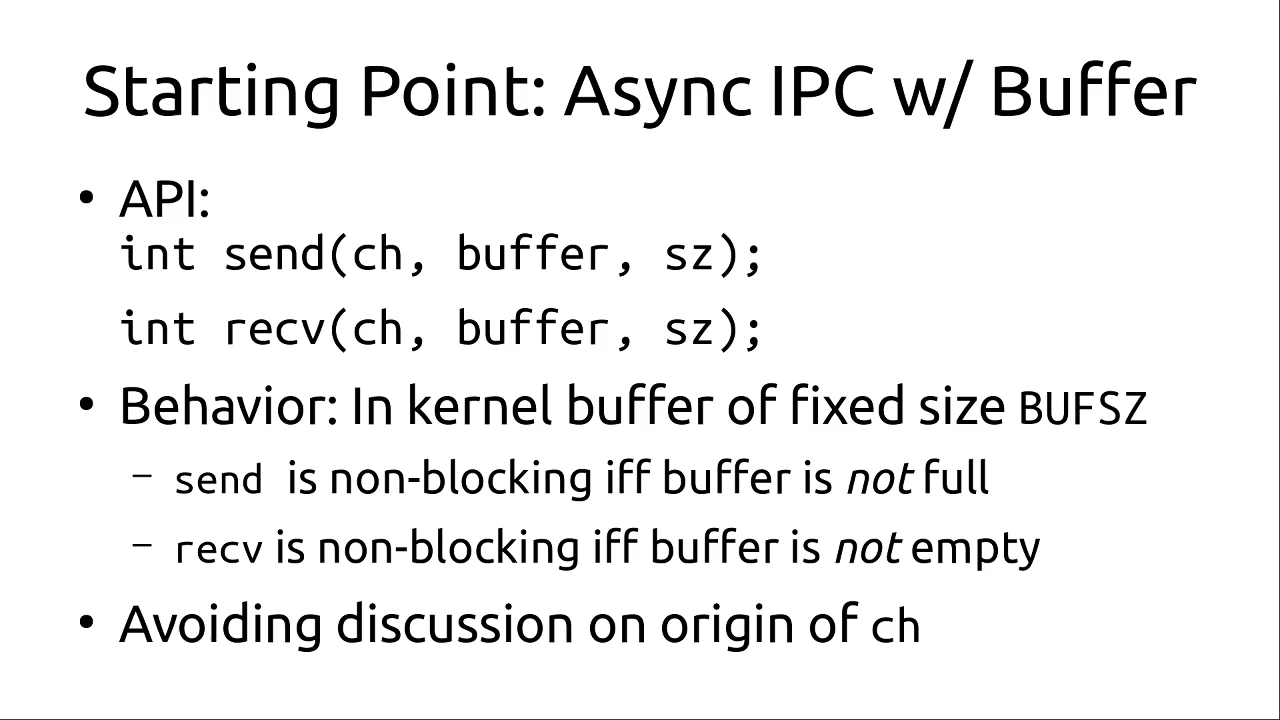 Starting Point: Async IPC w/ Buffer
• API:
int send(ch, buffer, sz);
int recv(ch, buffer, sz);
• Behavior: In kernel buffer of fixed size BUFSZ
– send is non-blocking iff buffer is not full
– recv is non-blocking iff buffer is not empty
• Avoiding discussion on origin of ch